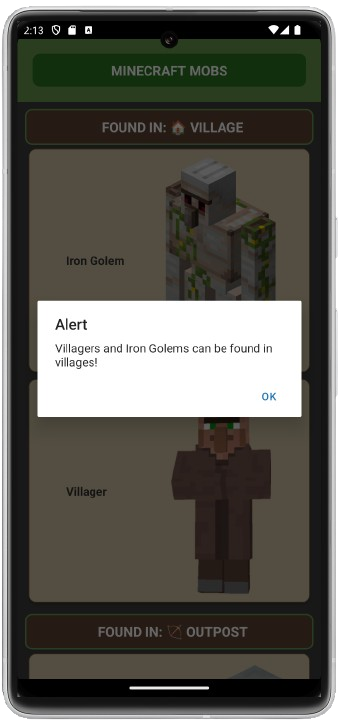 2:13
MINECRAFT MOBS
FOUND IN: 🏠 VILLAGE
Iron Golem
Alert
Villagers and Iron Golems can be found in
villages!
OK
Villager
FOUND IN: 🏹 OUTPOST